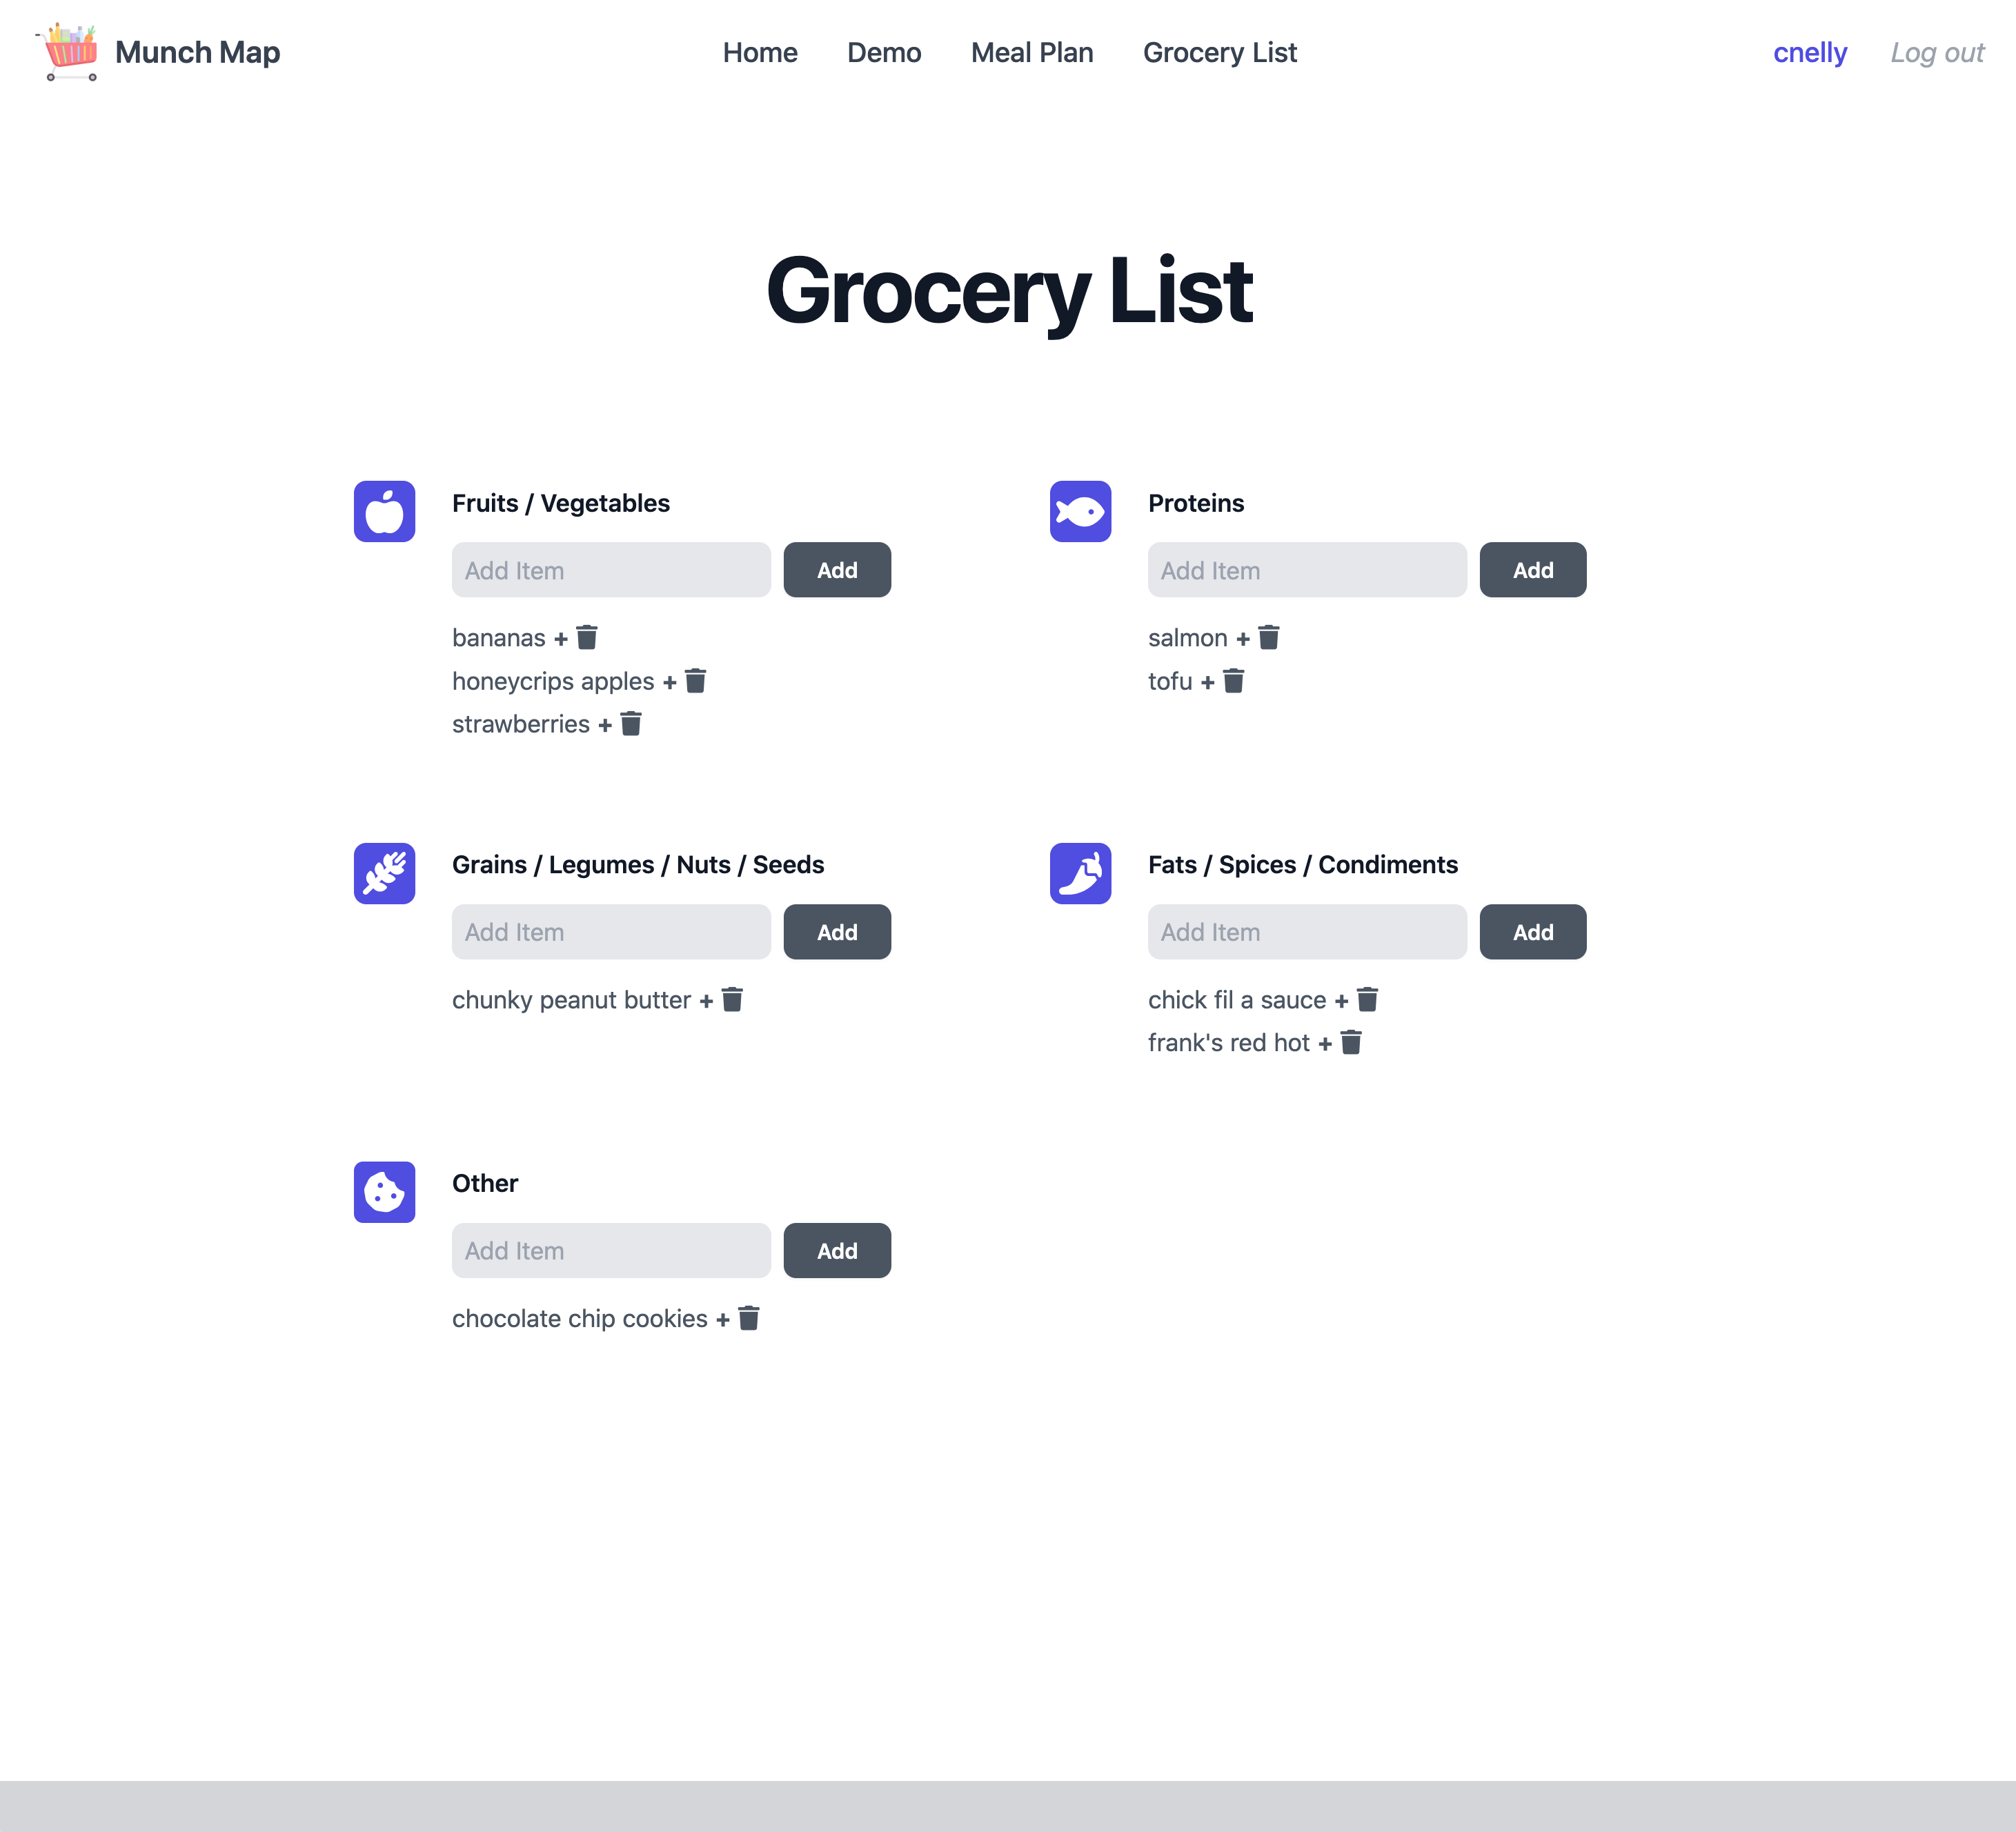 Munch Map
Home
Demo
Meal Plan
Grocery List
cnelly
Log out
Grocery List
Fruits / Vegetables
Add Item
Add
bananas +
honeycrips apples +
strawberries +
Proteins
Add Item
Add
salmon +
tofu +
Grains / Legumes / Nuts / Seeds
Add Item
Add
chunky peanut butter +
Fats / Spices / Condiments
Add Item
Add
chick fil a sauce +
frank's red hot +
Other
Add Item
Add
chocolate chip cookies +